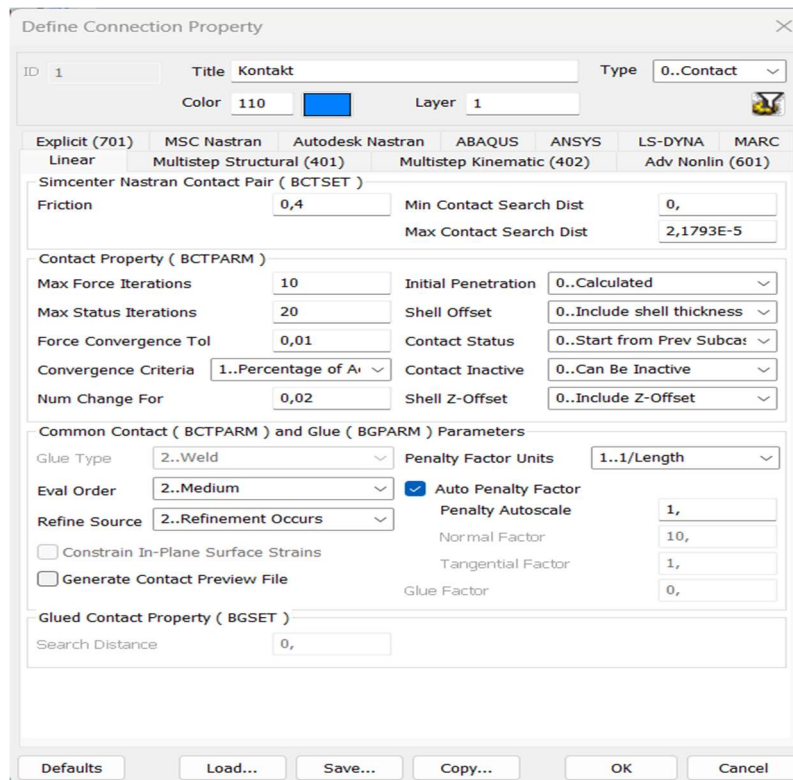 Define Connection Property
ID 1 Title Kontakt Type 0..Contact
Color 110 Layer 1
Explicit (701) MSC Nastran Autodesk Nastran ABAQUS ANSYS LS-DYNA MARC
Linear Multistep Structural (401) Multistep Kinematic (402) Adv Nonlin (601)
Simcenter Nastran Contact Pair ( BCTSET )
Friction 0,4 Min Contact Search Dist 0,
Max Contact Search Dist 2,1793E-5
Contact Property ( BCTPARM )
Max Force Iterations 10 Initial Penetration 0..Calculated
Max Status Iterations 20 Shell Offset 0..Include shell thickness
Force Convergence Tol 0,01 Contact Status 0..Start from Prev Subca
Convergence Criteria 1..Percentage of A Contact Inactive 0..Can Be Inactive
Num Change For 0,02 Shell Z-Offset 0..Include Z-Offset
Common Contact ( BCTPARM ) and Glue ( BGPARM ) Parameters
Glue Type 2..Weld Penalty Factor Units 1..1/Length
Eval Order 2..Medium Auto Penalty Factor
Penalty Autoscale 1,
Refine Source 2..Refinement Occurs
Normal Factor 10,
Constrain In-Plane Surface Strains
Tangential Factor 1,
Generate Contact Preview File
Glue Factor 0,
Glued Contact Property ( BGSET )
Search Distance 0,
Defaults Load... Save... Copy... OK Cancel